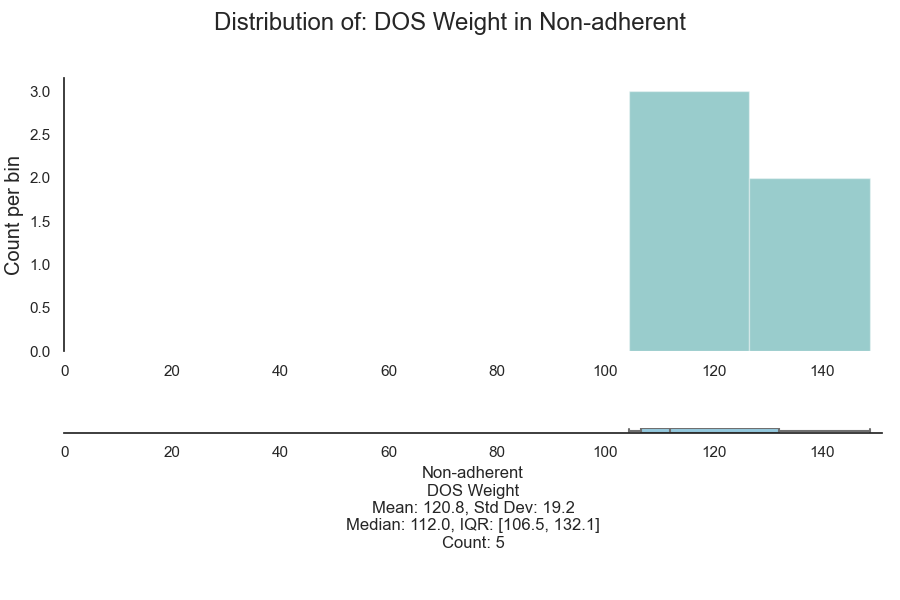 Distribution of: DOS Weight in Non-adherent
Count per bin
3.0
2.5
2.0
1.5
1.0
0.5
0.0
0 20 40 60 80 100 120 140
0 20 40 60 80 100 120 140
Non-adherent
DOS Weight
Mean: 120.8, Std Dev: 19.2
Median: 112.0, IQR: [106.5, 132.1]
Count: 5